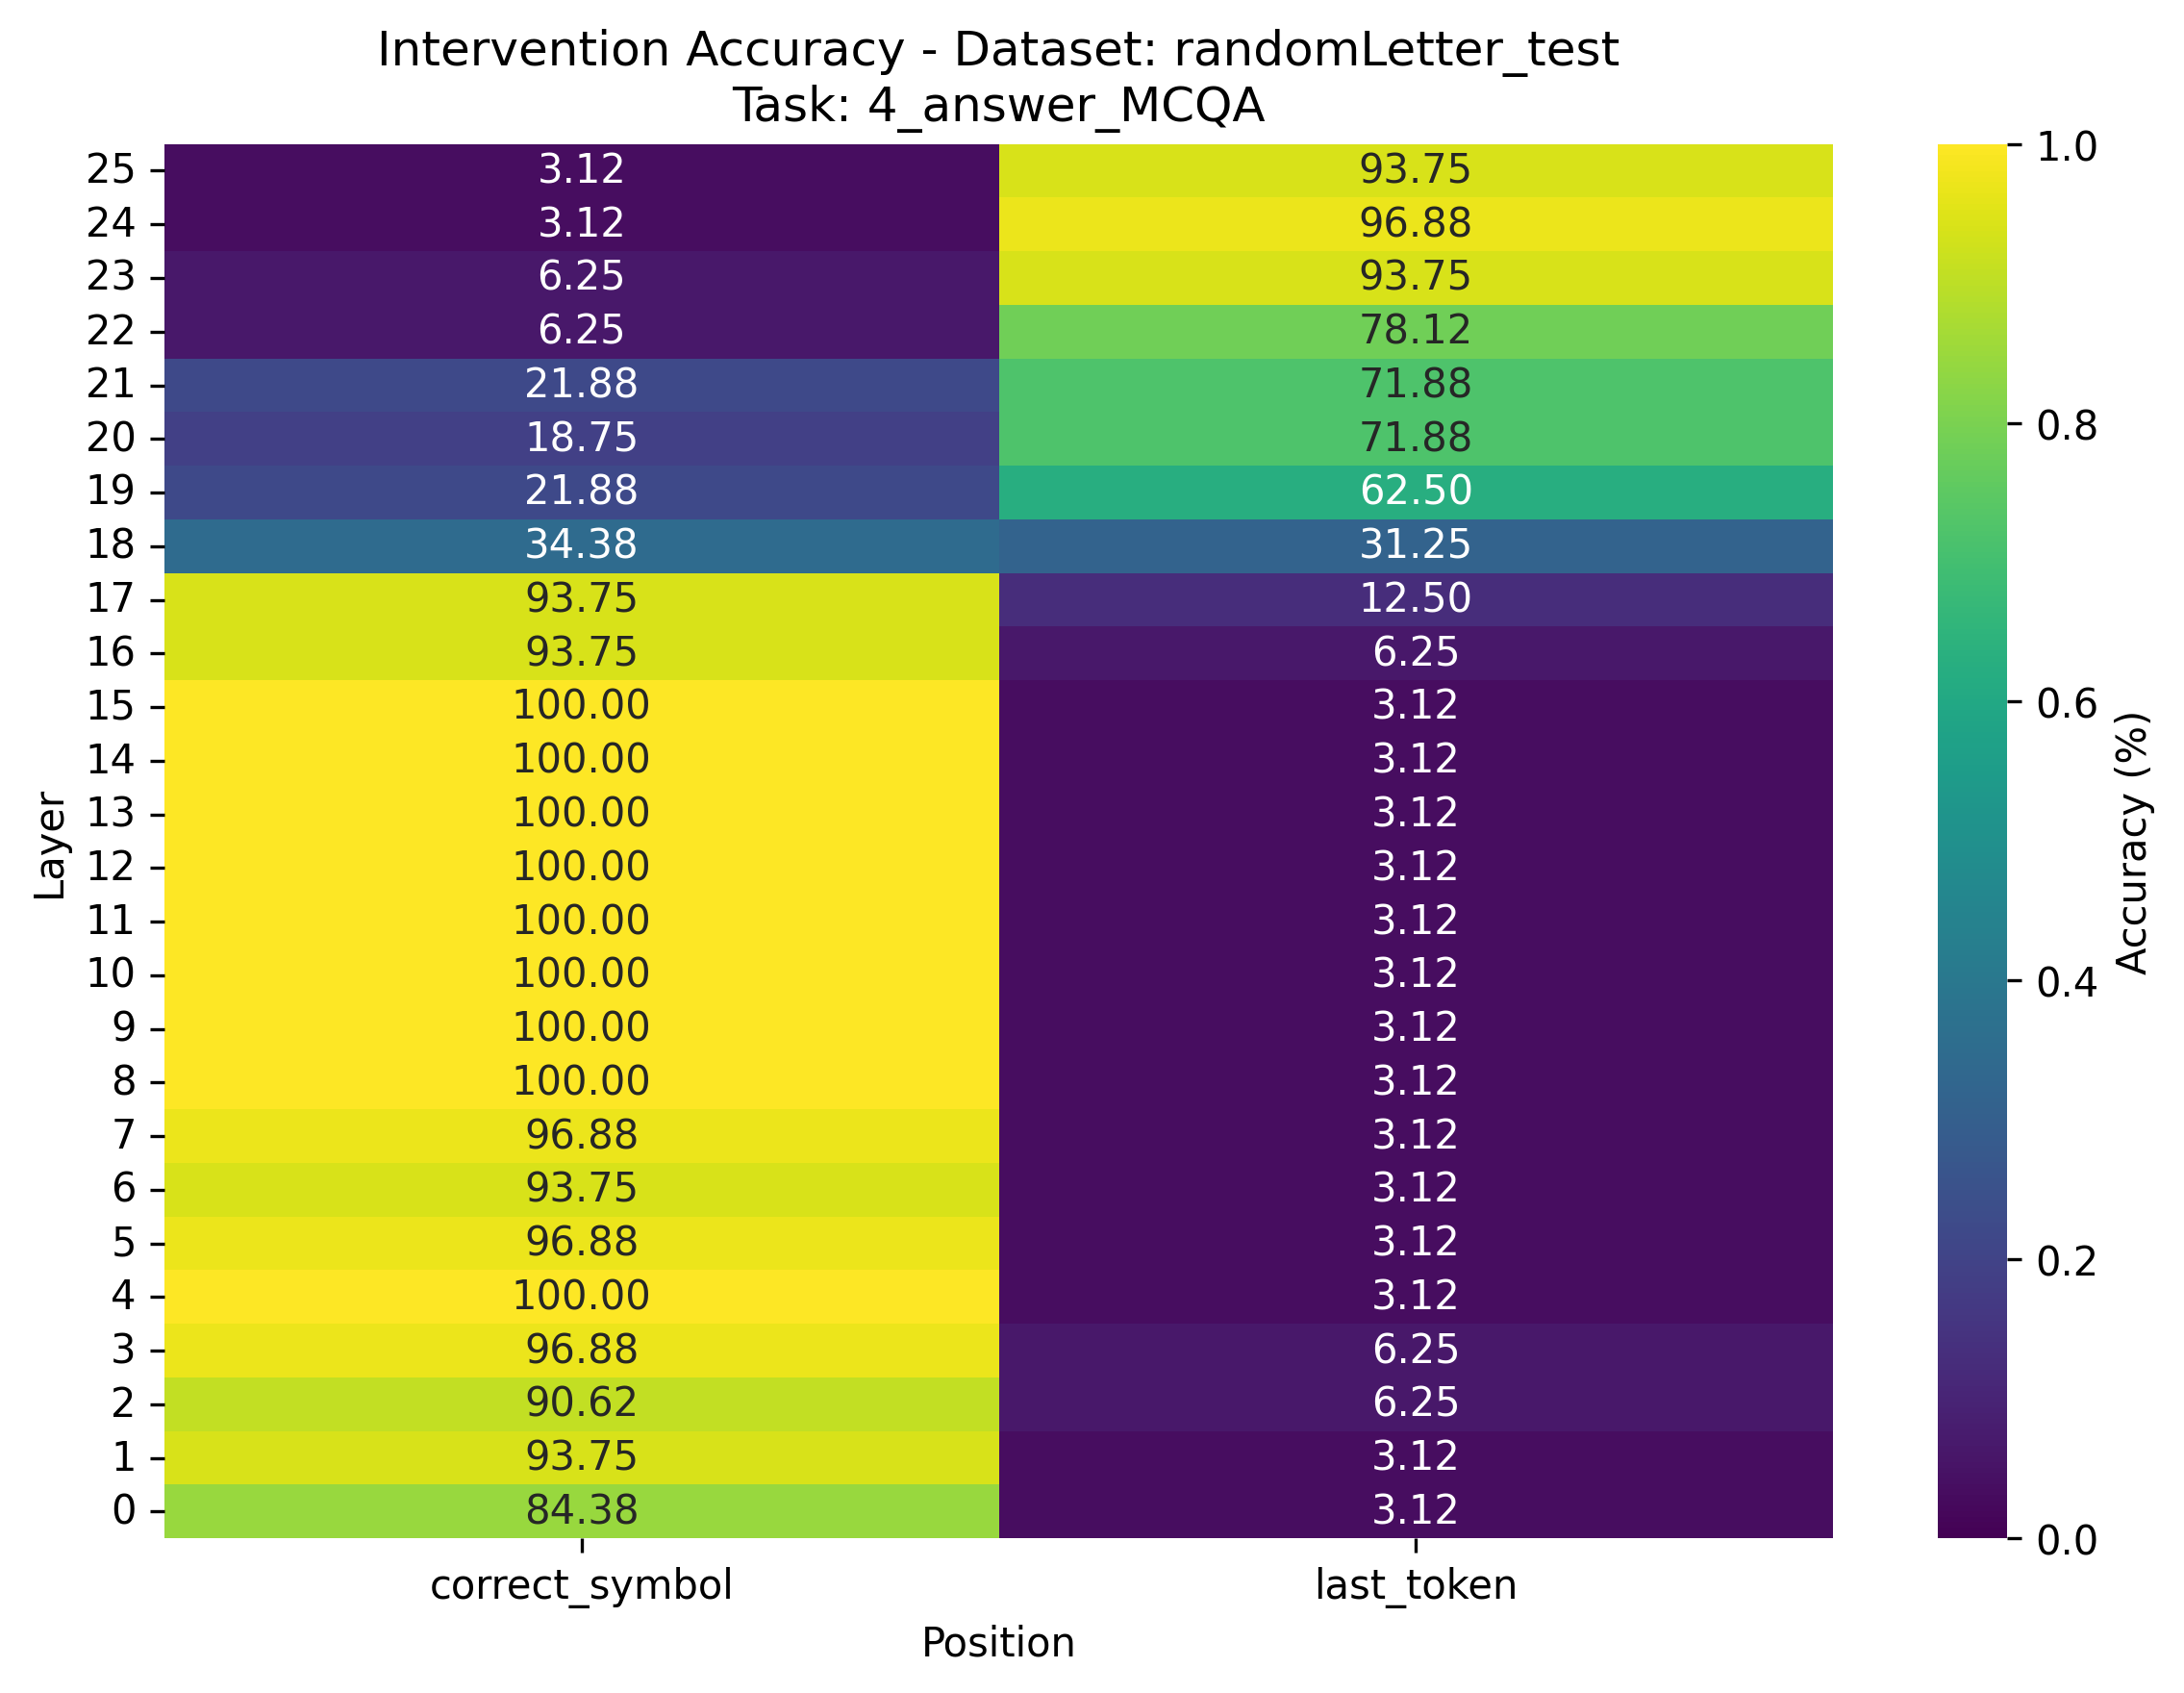 Intervention Accuracy - Dataset: randomLetter_test
Task: 4_answer_MCQA
25 3.12 93.75
24 3.12 96.88
23 6.25 93.75
22 6.25 78.12
21 21.88 71.88
20 18.75 71.88
19 21.88 62.50
18 34.38 31.25
17 93.75 12.50
16 93.75 6.25
15 100.00 3.12
14 100.00 3.12
13 100.00 3.12
12 100.00 3.12
11 100.00 3.12
10 100.00 3.12
9 100.00 3.12
8 100.00 3.12
7 96.88 3.12
6 93.75 3.12
5 96.88 3.12
4 100.00 3.12
3 96.88 6.25
2 90.62 6.25
1 93.75 3.12
0 84.38 3.12
correct_symbol last_token
Position
Layer
1.0
0.8
0.6
0.4
0.2
0.0
Accuracy (%)